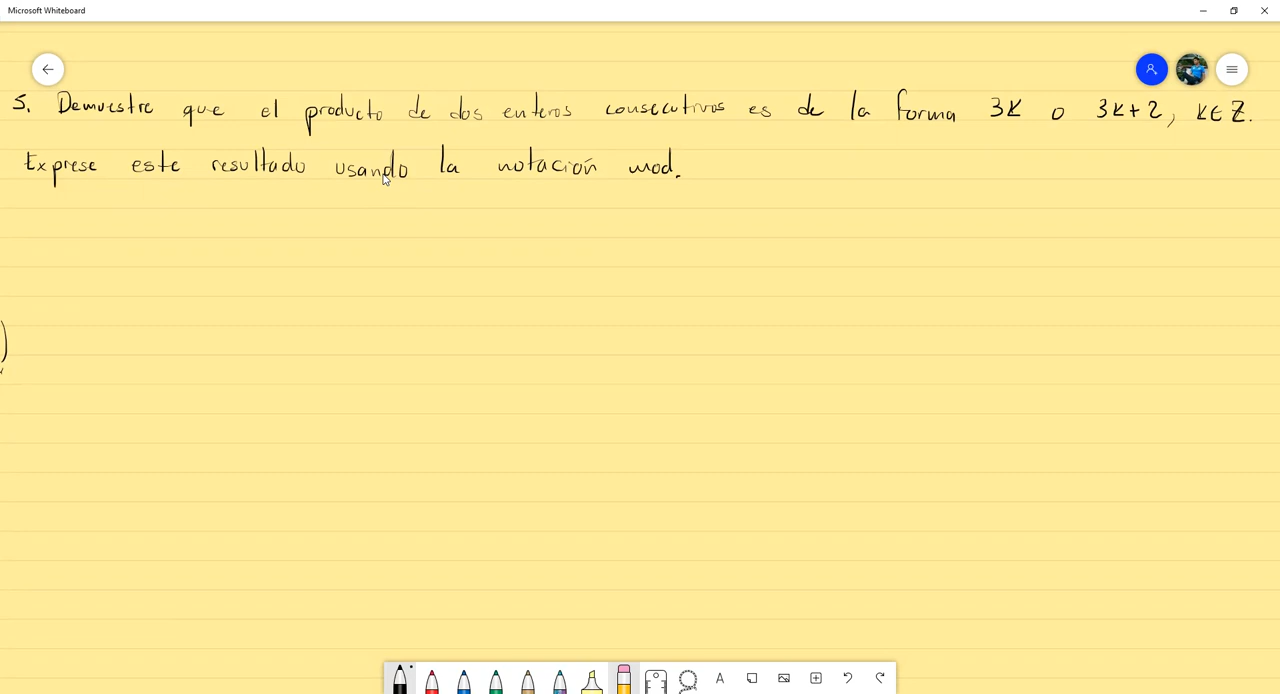 Microsoft Whiteboard
5. Demuestre que el producto de dos enteros consecutivos es de la forma 3K o 3K+2, K∈Z.
Exprese este resultado usando la notación mod.